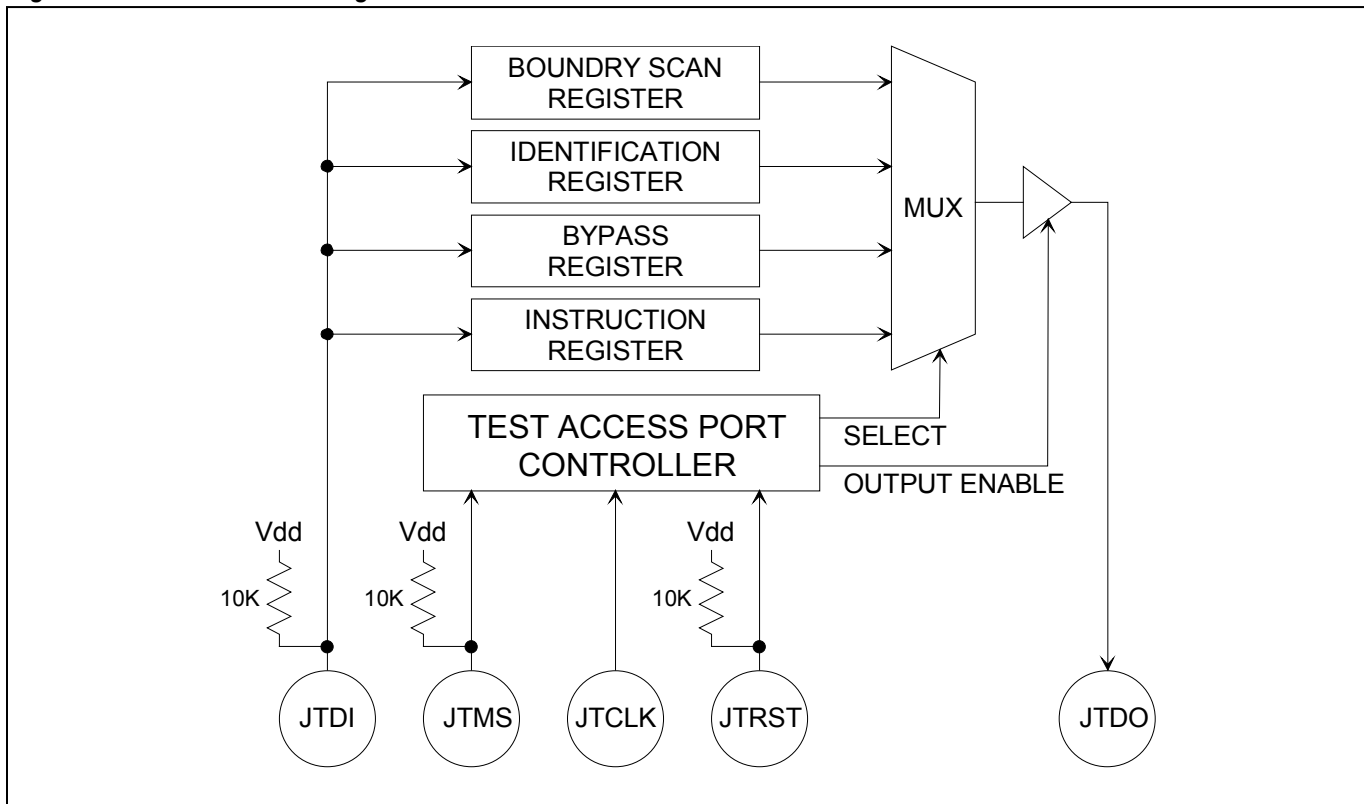 BOUNDRY SCAN
REGISTER
IDENTIFICATION
REGISTER
BYPASS
REGISTER
INSTRUCTION
REGISTER
MUX
TEST ACCESS PORT
CONTROLLER
SELECT
OUTPUT ENABLE
Vdd
Vdd
Vdd
10K
10K
10K
JTDI
JTMS
JTCLK
JTRST
JTDO